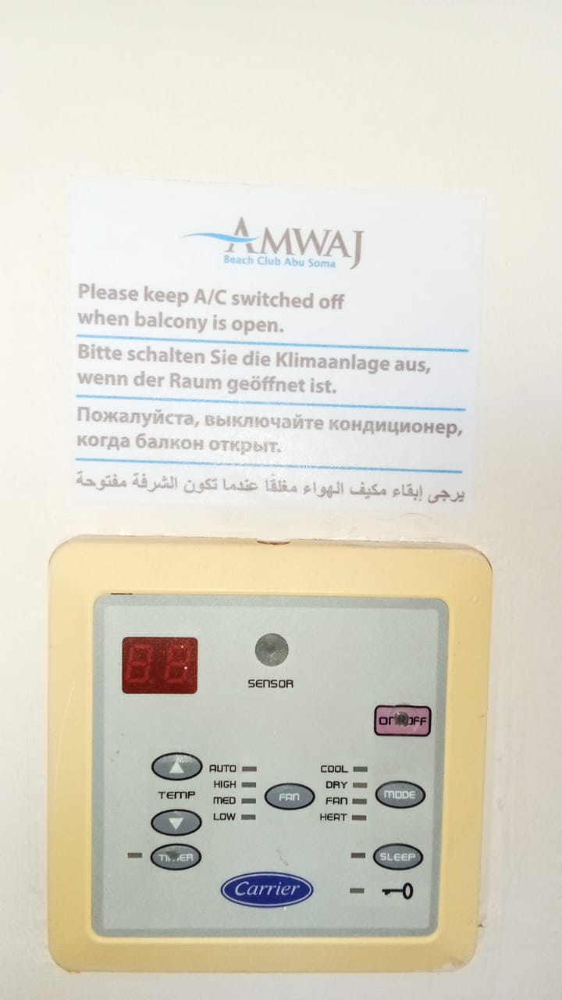 AMWAJ
Beach Club Abu Soma
Please keep A/C switched off
when balcony is open.
Bitte schalten Sie die Klimaanlage aus,
wenn der Raum geöffnet ist.
Пожалуйста, выключайте кондиционер,
когда балкон открыт.
يرجى إبقاء مكيف الهواء مغلقا عندما تكون الشرفة مفتوحة
SENSOR
ON/OFF
AUTO
COOL
HIGH
DRY
TEMP
FAN
MODE
MED
FAN
LOW
HEAT
TIMER
SLEEP
Carrier